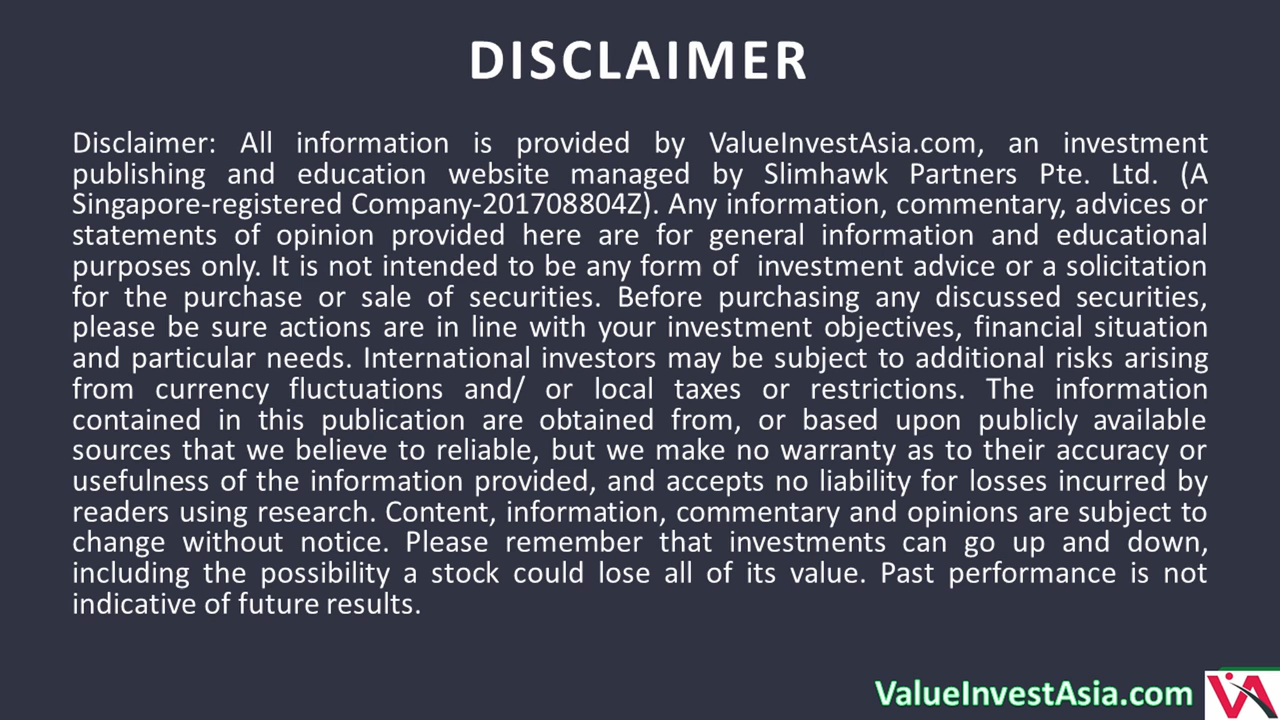 DISCLAIMER
Disclaimer: All information is provided by ValueInvestAsia.com, an investment
publishing and education website managed by Slimhawk Partners Pte. Ltd. (A
Singapore-registered Company-201708804Z). Any information, commentary, advices or
statements of opinion provided here are for general information and educational
purposes only. It is not intended to be any form of  investment advice or a solicitation
for the purchase or sale of securities. Before purchasing any discussed securities,
please be sure actions are in line with your investment objectives, financial situation
and particular needs. International investors may be subject to additional risks arising
from currency fluctuations and/ or local taxes or restrictions. The information
contained in this publication are obtained from, or based upon publicly available
sources that we believe to reliable, but we make no warranty as to their accuracy or
usefulness of the information provided, and accepts no liability for losses incurred by
readers using research. Content, information, commentary and opinions are subject to
change without notice. Please remember that investments can go up and down,
including the possibility a stock could lose all of its value. Past performance is not
indicative of future results.
ValueInvestAsia.com VIA